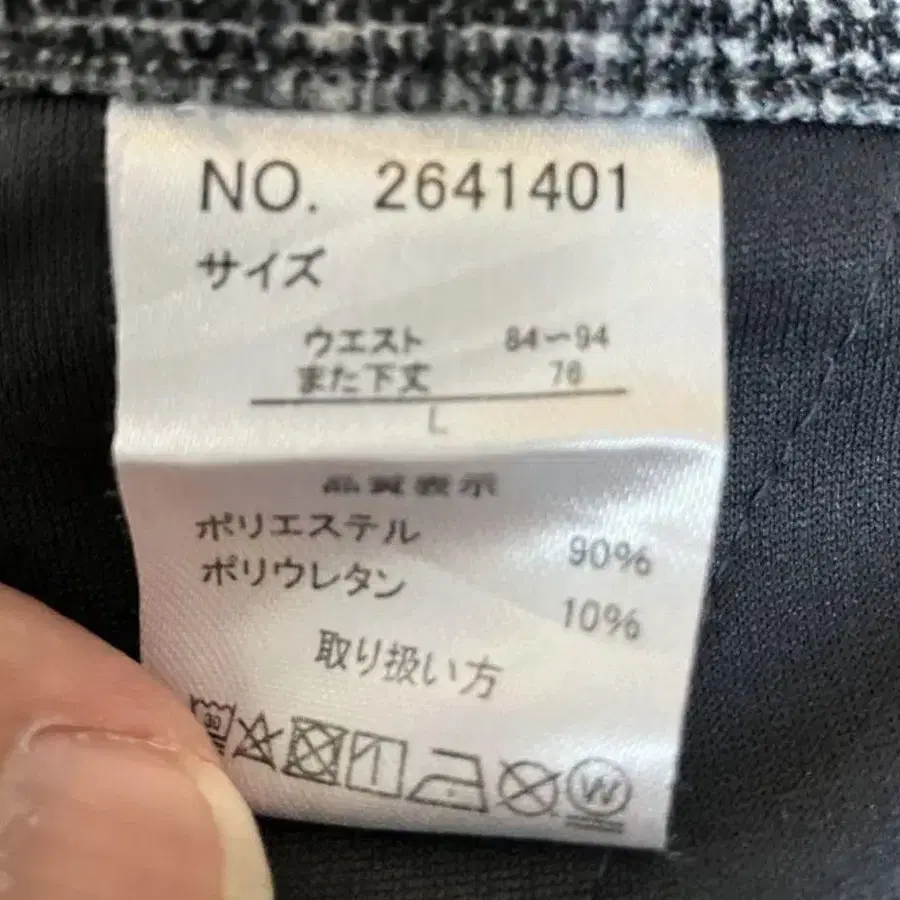 NO. 2641401
サイズ
ウエスト 84〜94
また下丈 76
L
品質表示
ポリエステル 90%
ポリウレタン 10%
取り扱い方
W